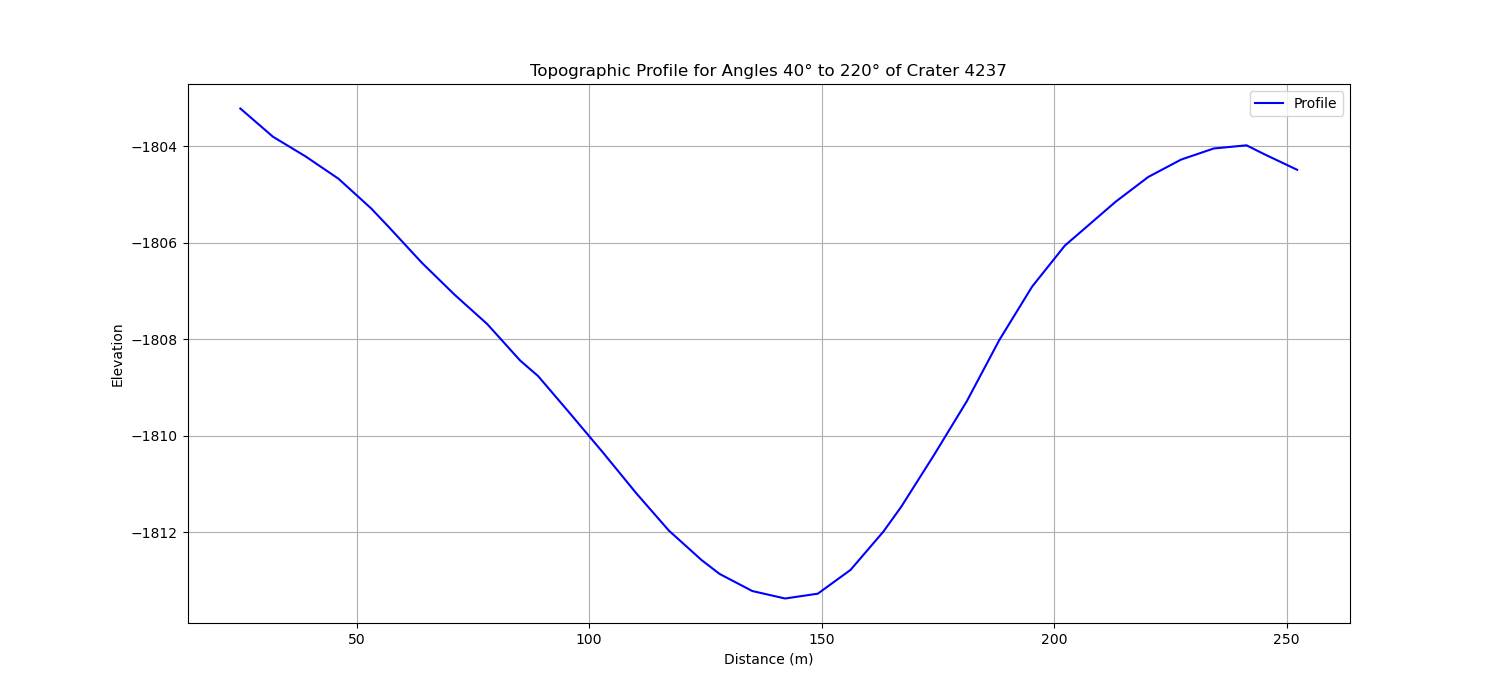 Topographic Profile for Angles 40° to 220° of Crater 4237
Profile
−1804
−1806
−1808
−1810
−1812
Elevation
50 100 150 200 250
Distance (m)